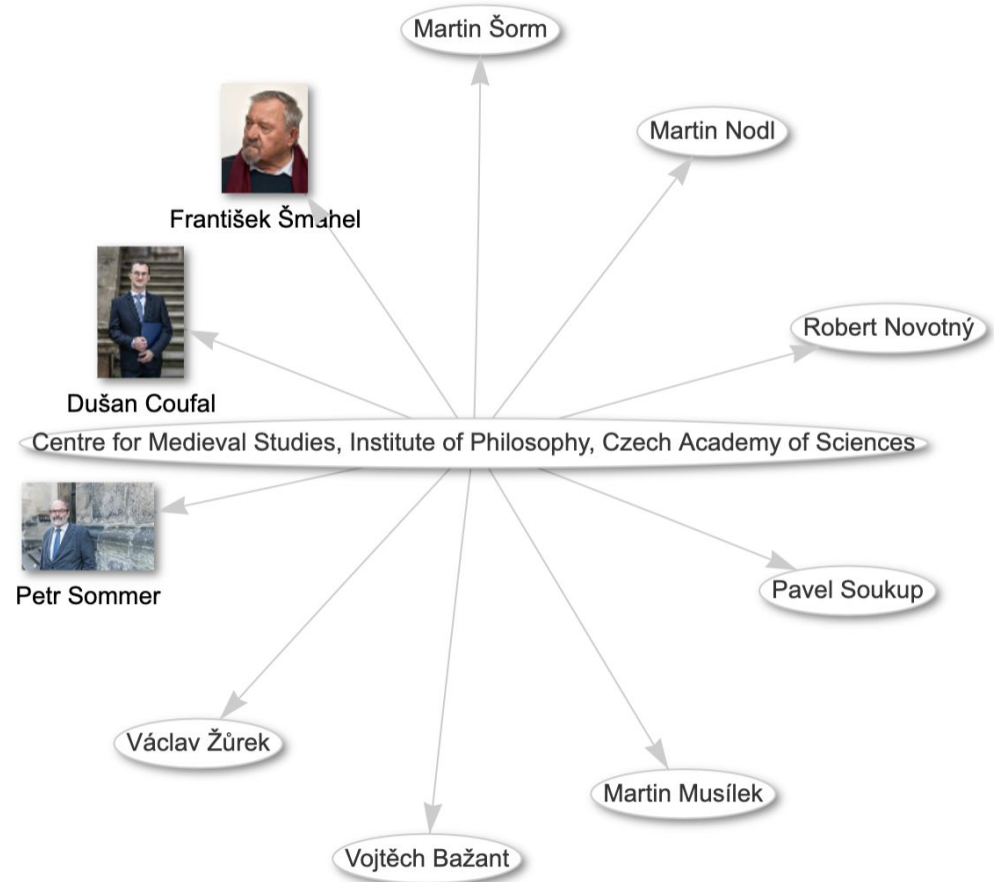 Martin Šorm
Martin Nodl
František Šmahel
Robert Novotný
Dušan Coufal
Centre for Medieval Studies, Institute of Philosophy, Czech Academy of Sciences
Pavel Soukup
Petr Sommer
Václav Žůrek
Martin Musílek
Vojtěch Bažant